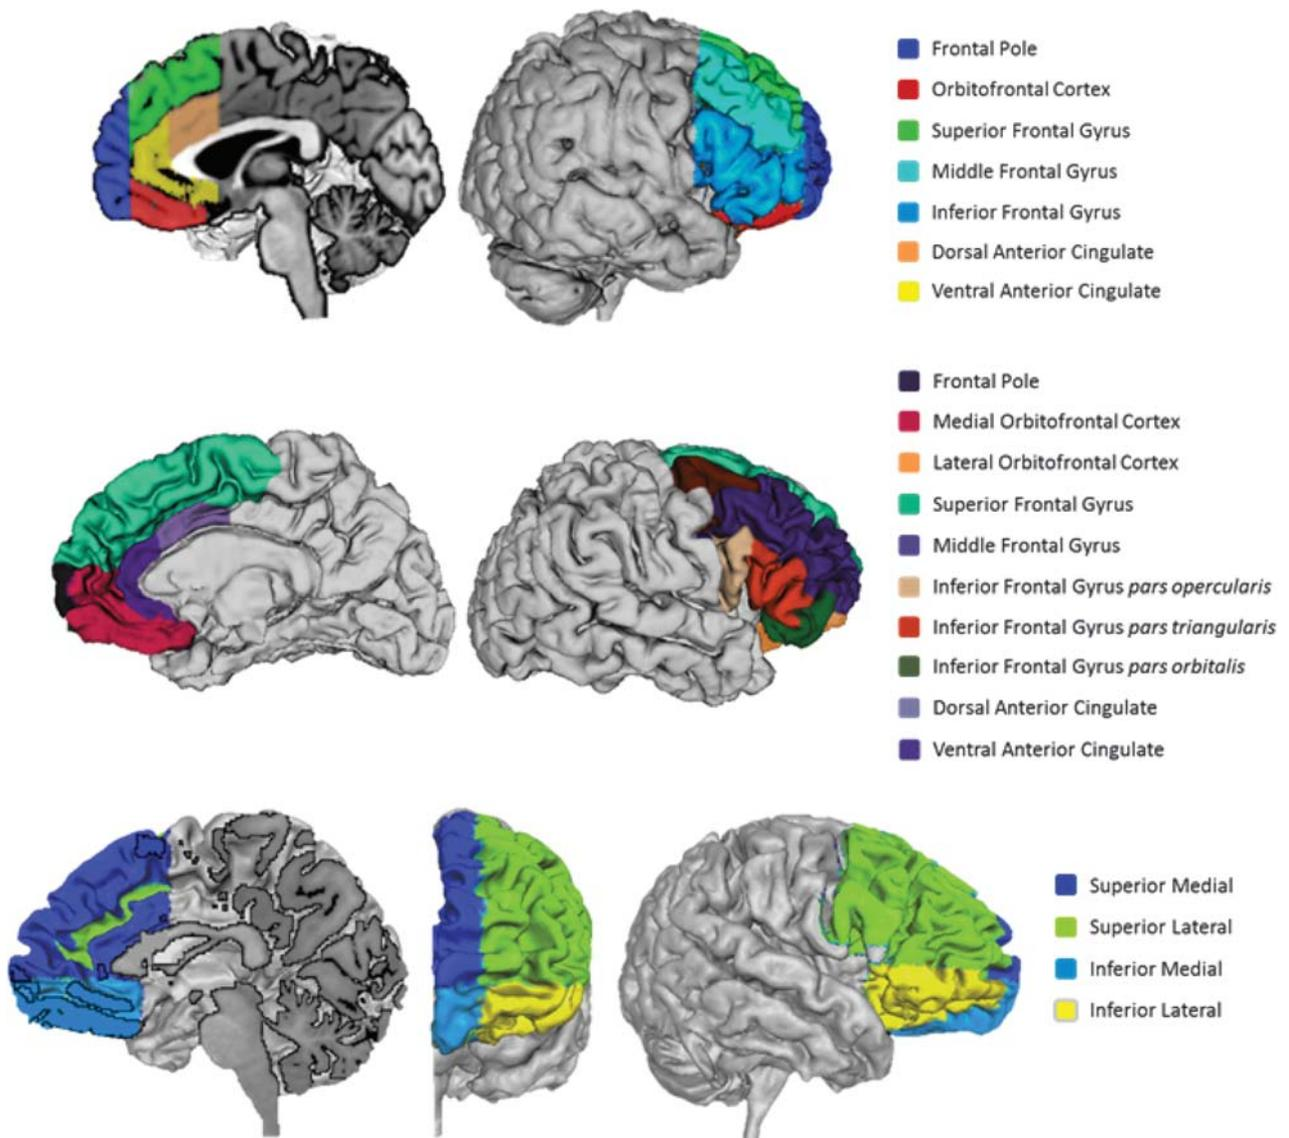 Frontal Pole
Orbitofrontal Cortex
Superior Frontal Gyrus
Middle Frontal Gyrus
Inferior Frontal Gyrus
Dorsal Anterior Cingulate
Ventral Anterior Cingulate
Frontal Pole
Medial Orbitofrontal Cortex
Lateral Orbitofrontal Cortex
Superior Frontal Gyrus
Middle Frontal Gyrus
Inferior Frontal Gyrus pars opercularis
Inferior Frontal Gyrus pars triangularis
Inferior Frontal Gyrus pars orbitalis
Dorsal Anterior Cingulate
Ventral Anterior Cingulate
Superior Medial
Superior Lateral
Inferior Medial
Inferior Lateral